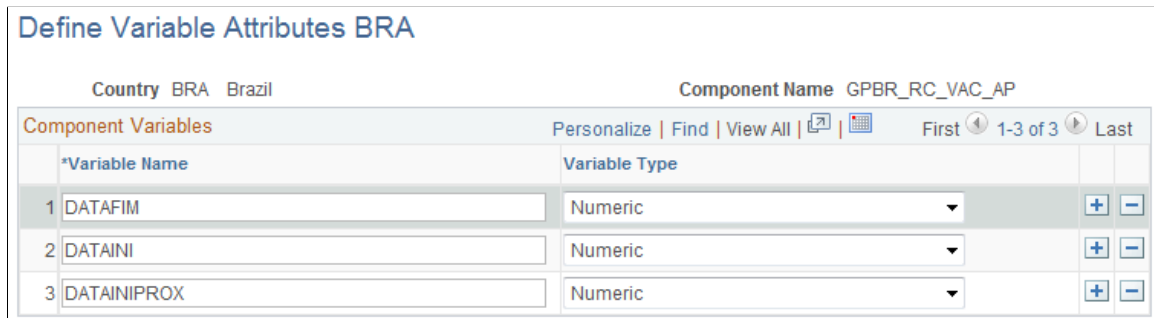 Define Variable Attributes BRA
Country BRA Brazil Component Name GPBR_RC_VAC_AP
Component Variables Personalize | Find | View All | | First 1-3 of 3 Last
*Variable Name Variable Type
1 DATAFIM Numeric
2 DATAINI Numeric
3 DATAINIPROX Numeric